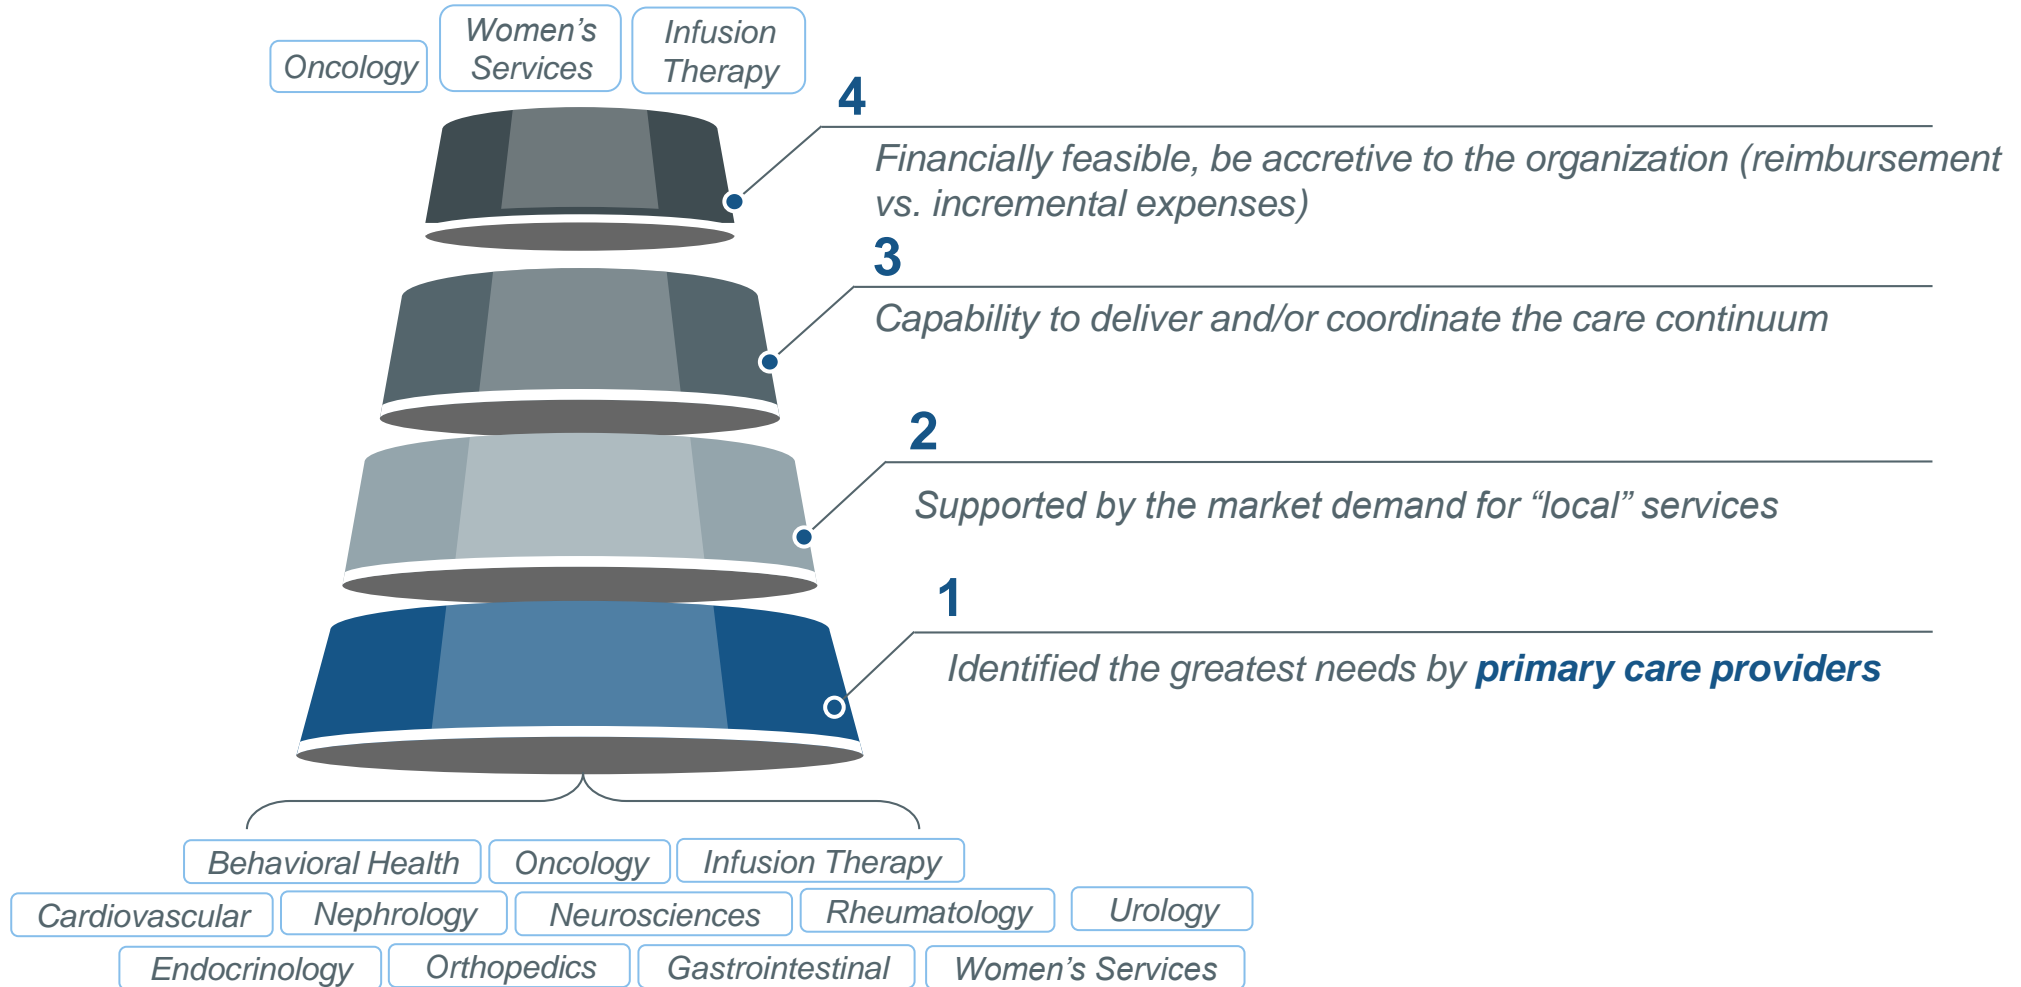 Oncology
Women’s
Services
Infusion
Therapy
4
Financially feasible, be accretive to the organization (reimbursement
vs. incremental expenses)
3
Capability to deliver and/or coordinate the care continuum
2
Supported by the market demand for “local” services
1
Identified the greatest needs by primary care providers
Behavioral Health
Oncology
Infusion Therapy
Cardiovascular
Nephrology
Neurosciences
Rheumatology
Urology
Endocrinology
Orthopedics
Gastrointestinal
Women’s Services